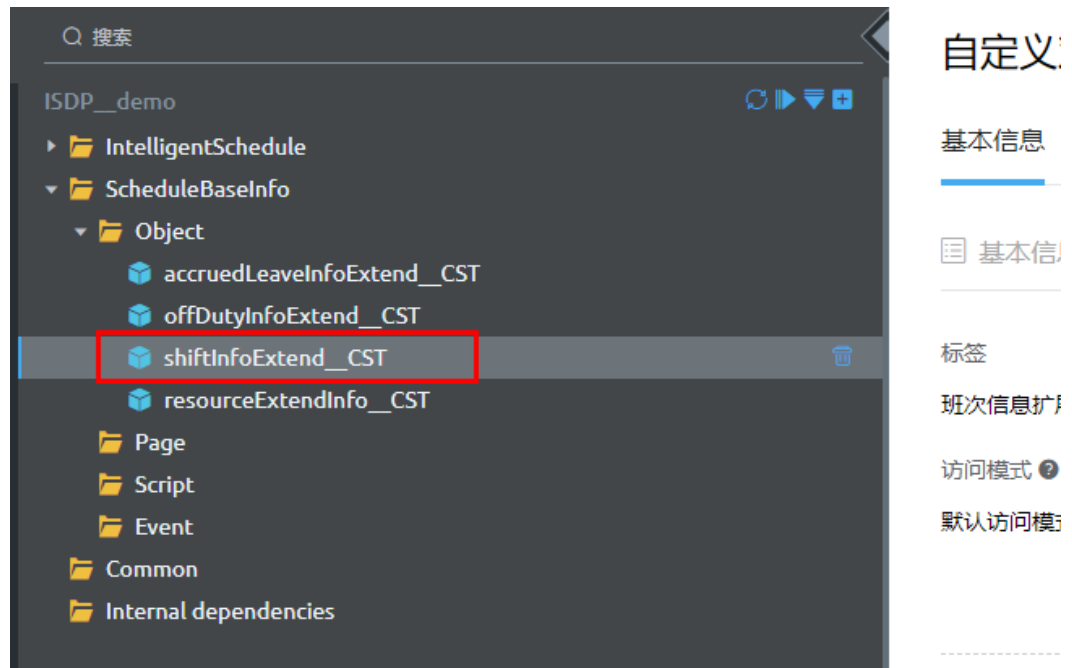 搜索
ISDP__demo
IntelligentSchedule
ScheduleBaseInfo
Object
accruedLeaveInfoExtend__CST
offDutyInfoExtend__CST
shiftInfoExtend__CST
resourceExtendInfo__CST
Page
Script
Event
Common
Internal dependencies
自定义
基本信息
基本信
标签
班次信息扩
访问模式
默认访问模